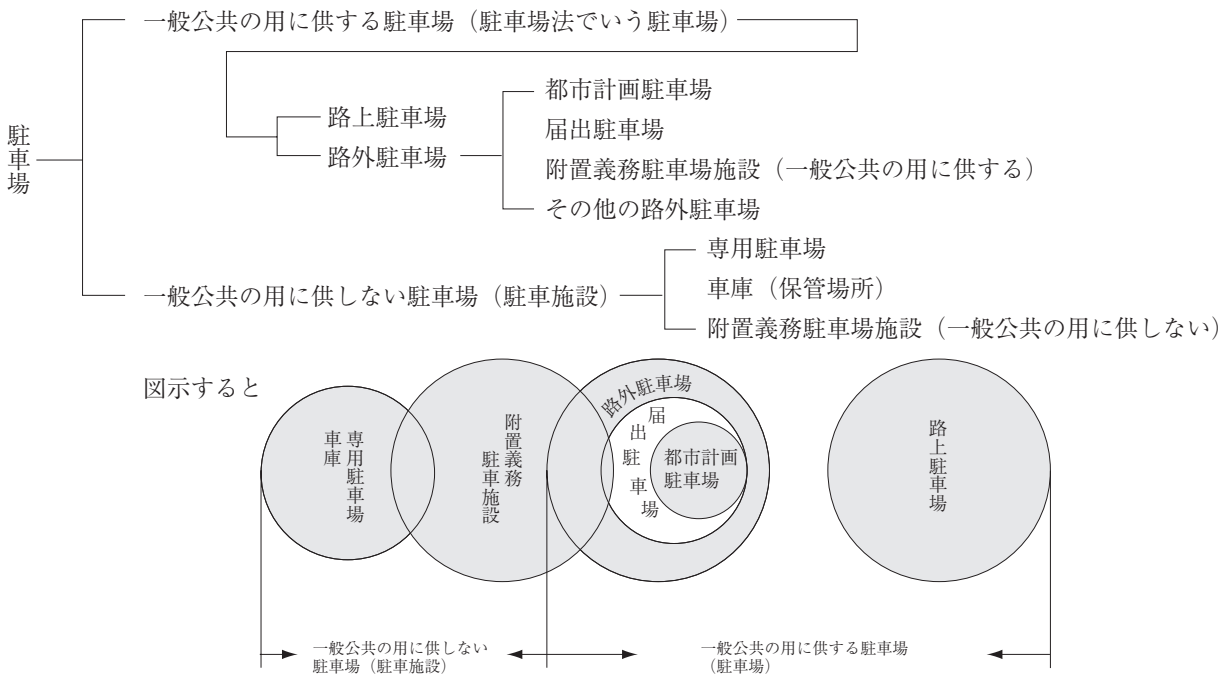 一般公共の用に供する駐車場（駐車場法でいう駐車場）
都市計画駐車場
路上駐車場
届出駐車場
駐車場
路外駐車場
附置義務駐車場施設（一般公共の用に供する）
その他の路外駐車場
専用駐車場
一般公共の用に供しない駐車場（駐車施設）
車庫（保管場所）
附置義務駐車場施設（一般公共の用に供しない）
図示すると
専用駐車場
車庫
附置義務
駐車施設
路外駐車場
届出駐車場
都市計画
駐車場
路上駐車場
一般公共の用に供しない
駐車場（駐車施設）
一般公共の用に供する駐車場
（駐車場）